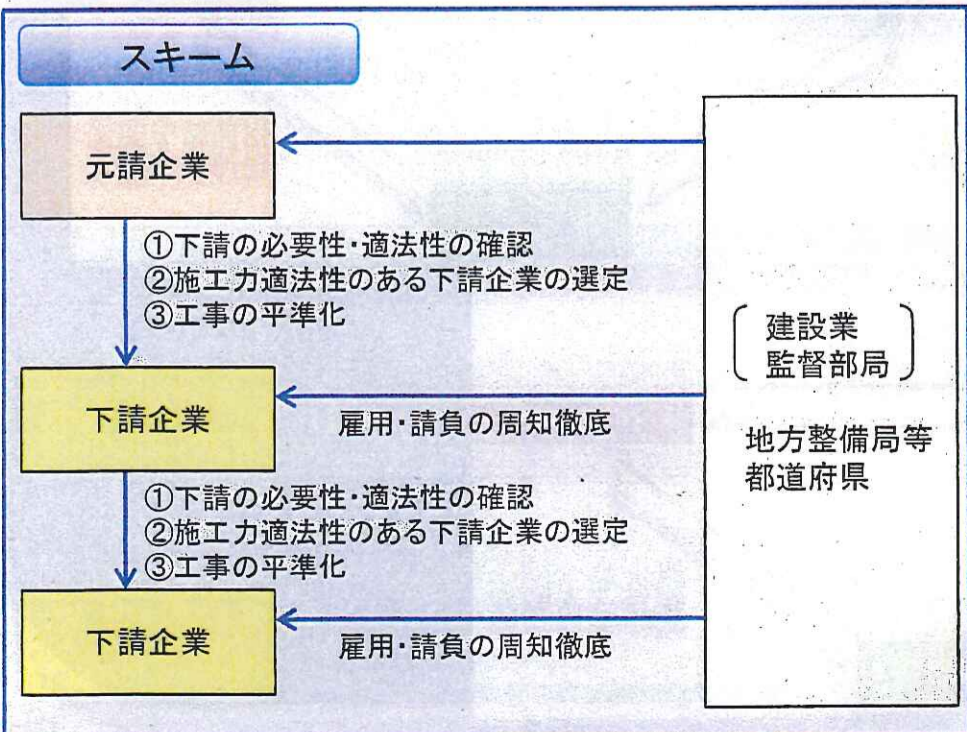 スキーム
元請企業
①下請の必要性・適法性の確認
②施工力適法性のある下請企業の選定
③工事の平準化
下請企業
雇用・請負の周知徹底
①下請の必要性・適法性の確認
②施工力適法性のある下請企業の選定
③工事の平準化
下請企業
雇用・請負の周知徹底
建設業
監督部局
地方整備局等
都道府県